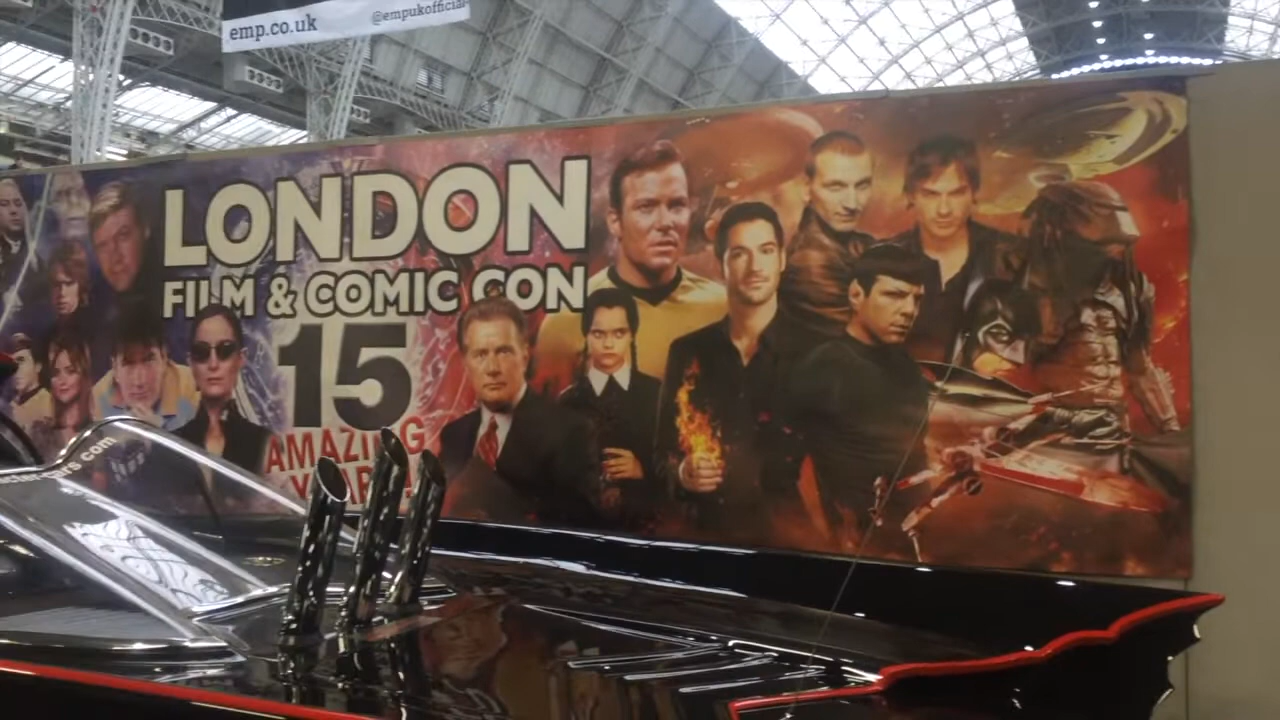 emp.co.uk
@empukofficial
LONDON
FILM & COMIC CON
15
AMAZING